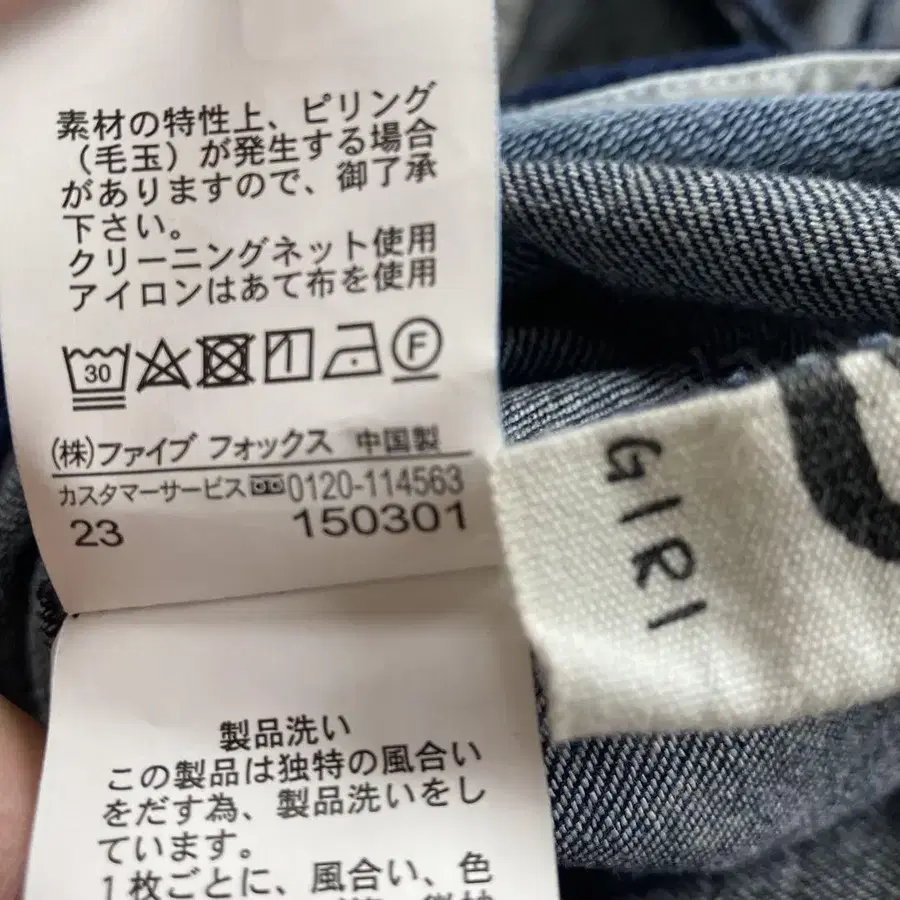 素材の特性上、ピリング
（毛玉）が発生する場合
がありますので、御了承
下さい。
クリーニングネット使用
アイロンはあて布を使用
30 F
(株)ファイブ フォックス 中国製
カスタマーサービス 0120-114563
23 150301
GIRI
製品洗い
この製品は独特の風合い
をだす為、製品洗いをし
ています。
1枚ごとに、風合い、色